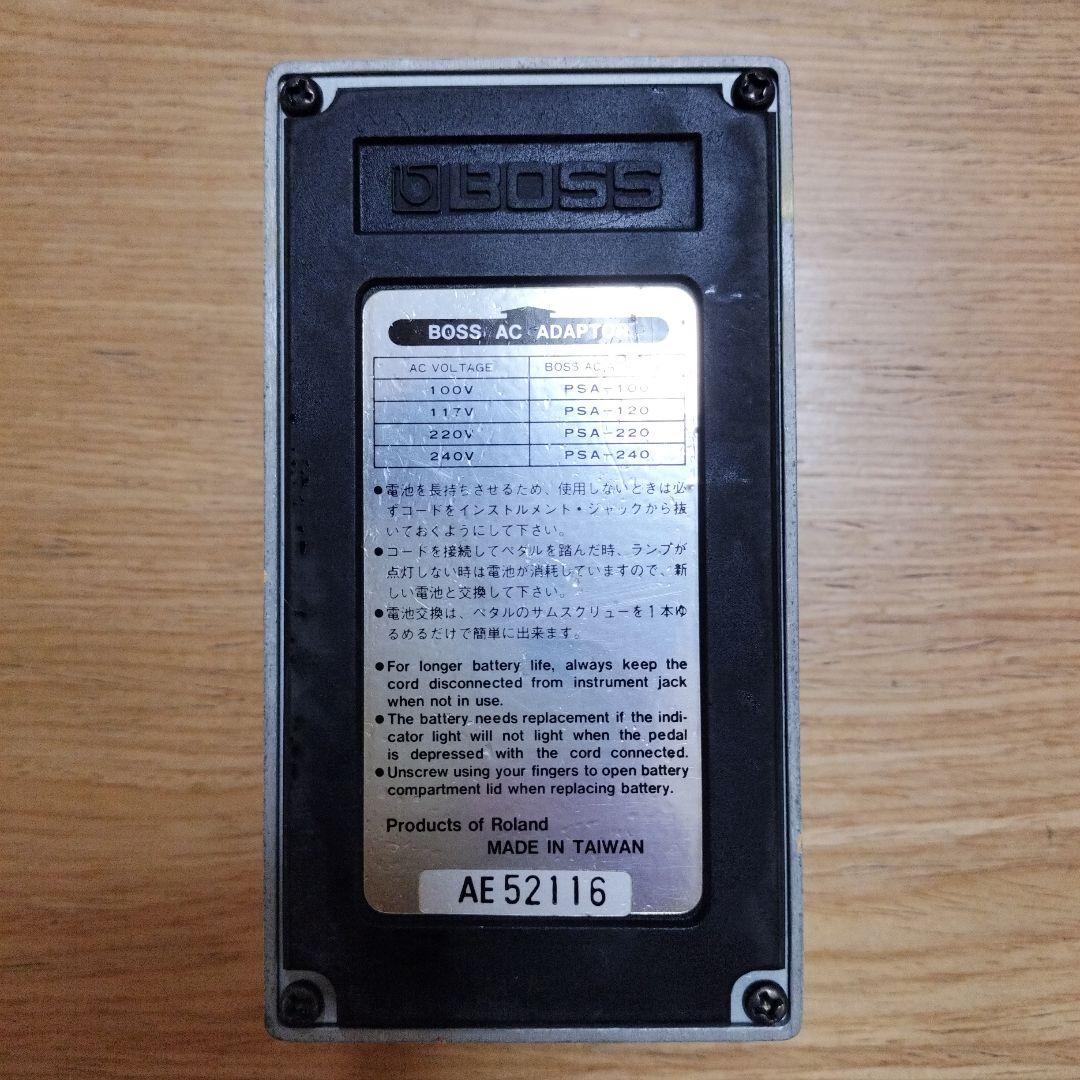 BOSS
BOSS AC ADAPTOR
AC VOLTAGE BOSS AC
100V PSA-100
117V PSA-120
220V PSA-220
240V PSA-240
●電池を長持ちさせるため、使用しないときは必
ずコードをインストルメント・ジャックから抜
いておくようにして下さい。
●コードを接続してペダルを踏んだ時、ランプが
点灯しない時は電池が消耗していますので、新
しい電池と交換して下さい。
●電池交換は、ペタルのサムスクリューを1本ゆ
るめるだけで簡単に出来ます。
●For longer battery life, always keep the
cord disconnected from instrument jack
when not in use.
●The battery needs replacement if the indi-
cator light will not light when the pedal
is depressed with the cord connected.
●Unscrew using your fingers to open battery
compartment lid when replacing battery.
Products of Roland
MADE IN TAIWAN
AE52116